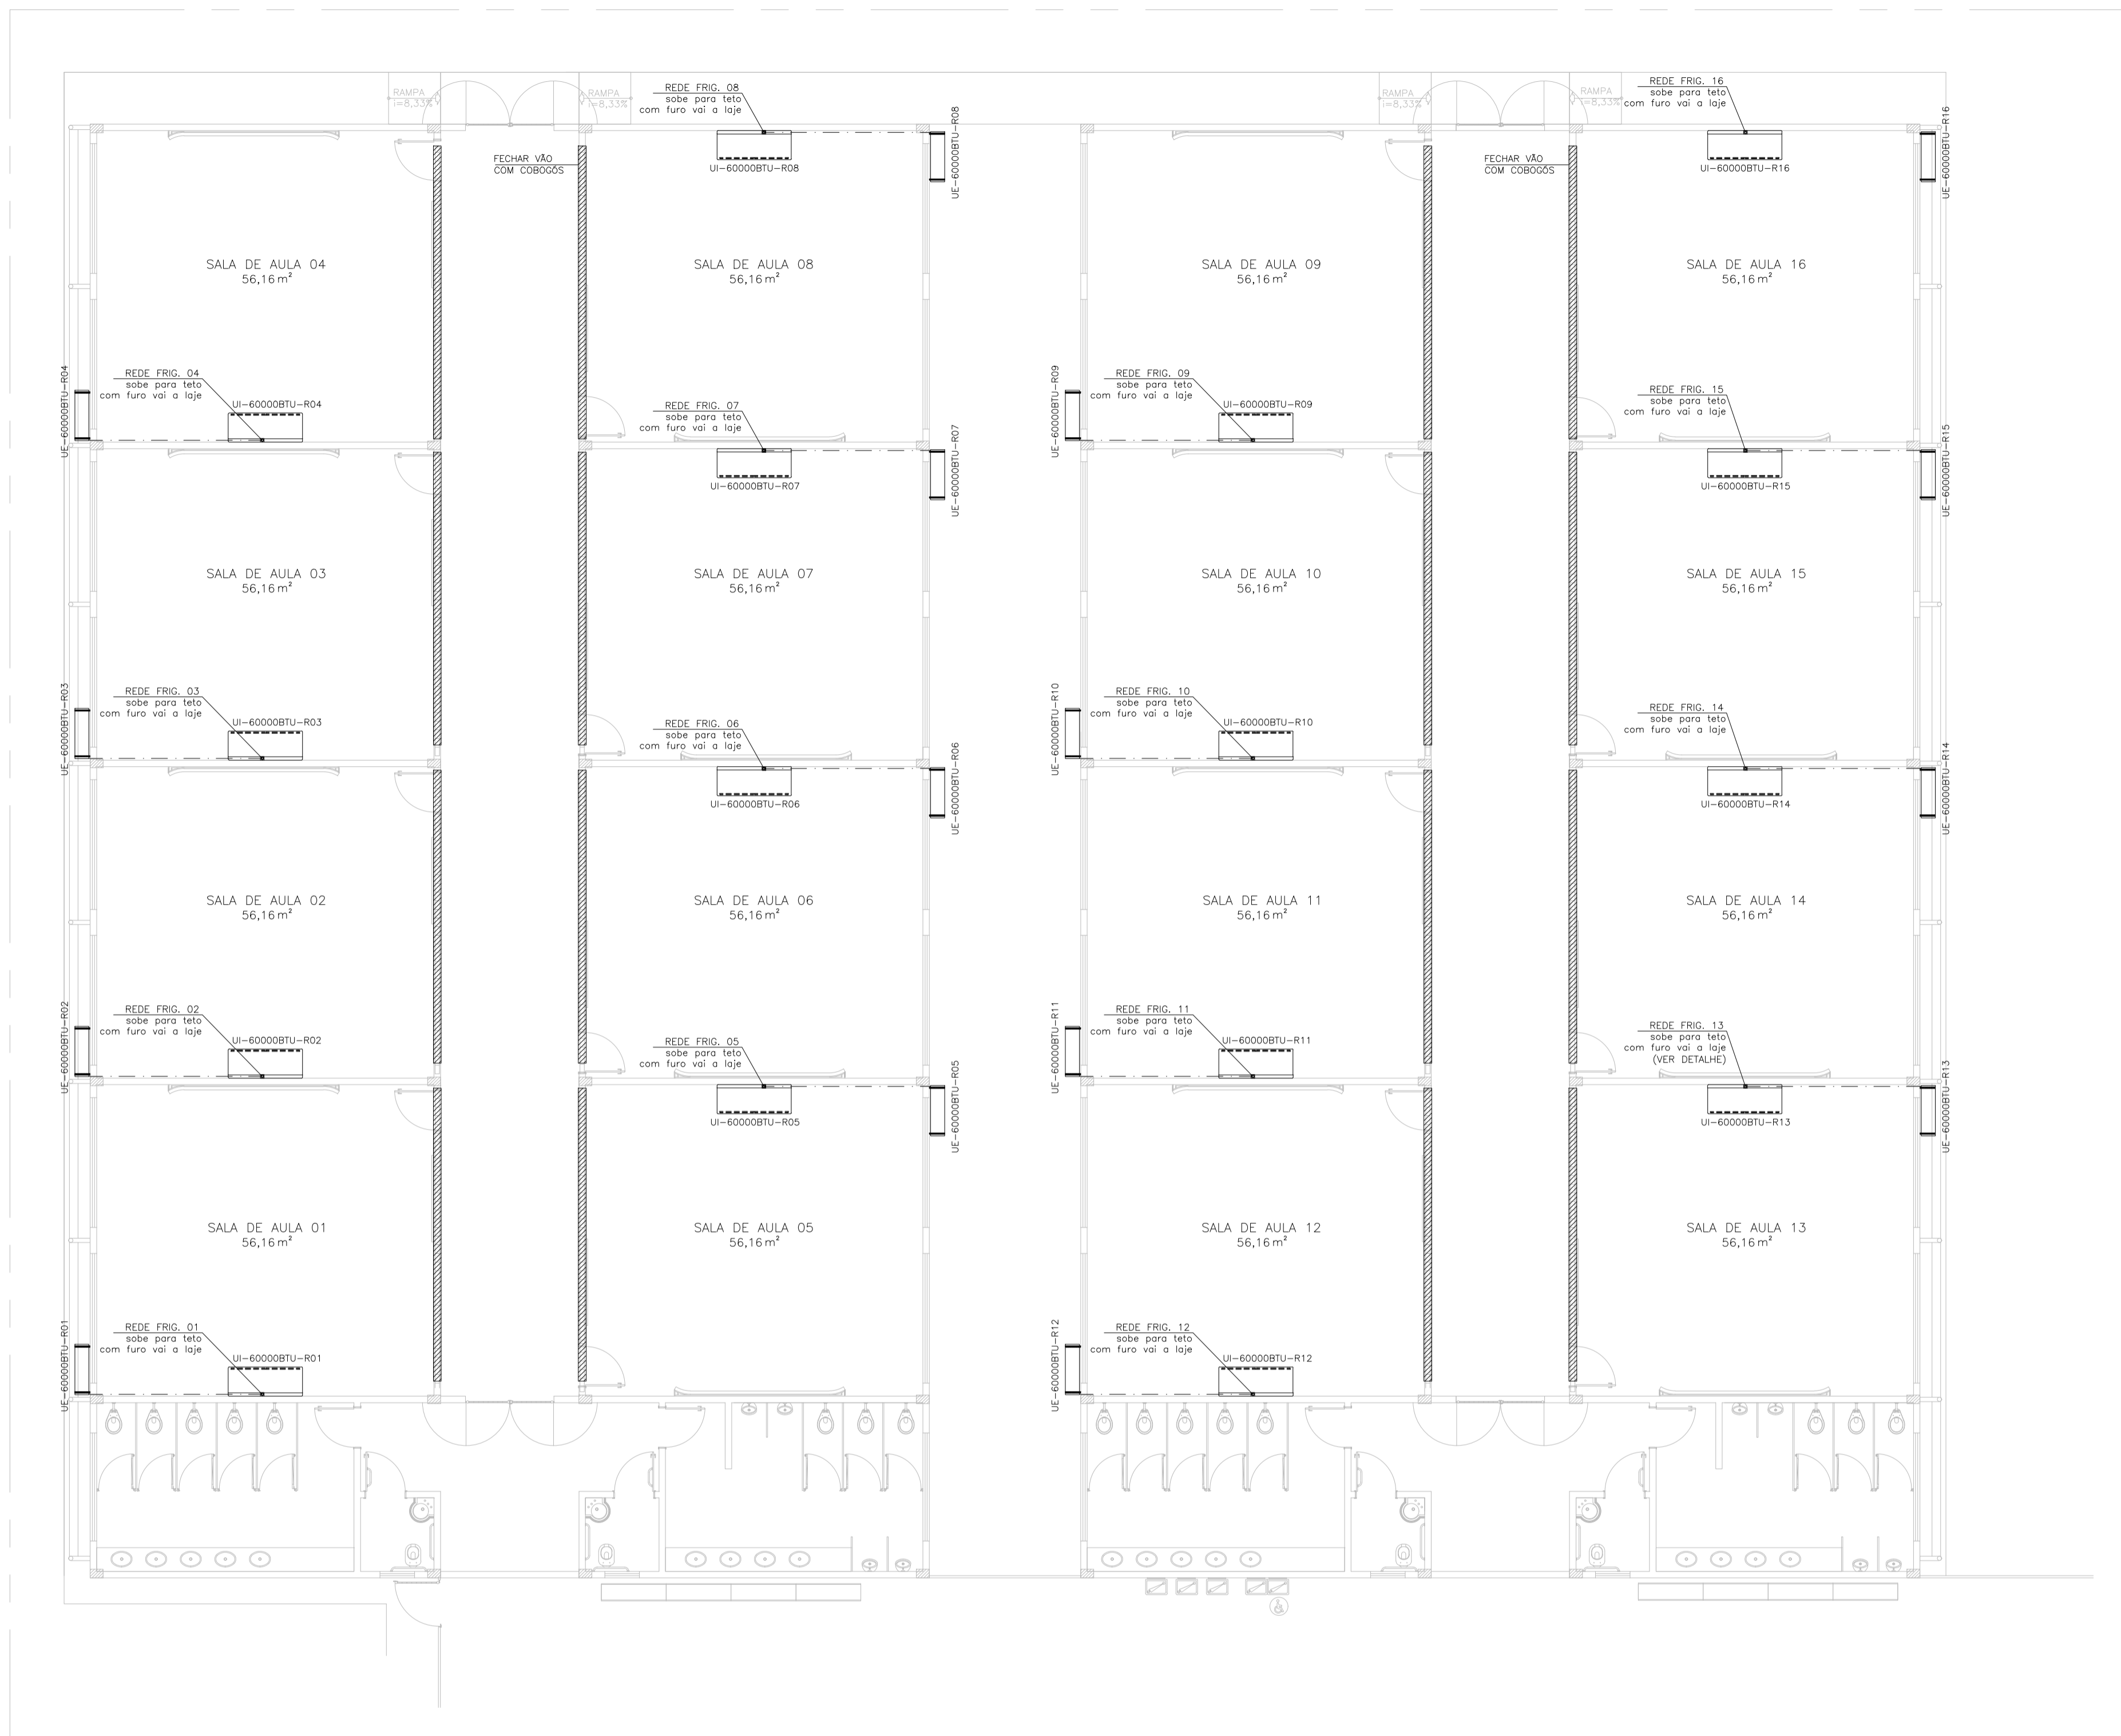 RAMPA
i=8,33%
RAMPA
i=8,33%
REDE FRIG. 08
sobe para teto
com furo vai a laje
UI-60000BTU-R08
UE-60000BTU-R08
FECHAR VÃO
COM COBOGÓS
RAMPA
i=8,33%
RAMPA
i=8,33%
REDE FRIG. 16
sobe para teto
com furo vai a laje
UI-60000BTU-R16
UE-60000BTU-R16
FECHAR VÃO
COM COBOGÓS
SALA DE AULA 04
56,16m²
SALA DE AULA 08
56,16m²
SALA DE AULA 09
56,16m²
SALA DE AULA 16
56,16m²
UE-60000BTU-R04
REDE FRIG. 04
sobe para teto
com furo vai a laje
UI-60000BTU-R04
REDE FRIG. 07
sobe para teto
com furo vai a laje
UI-60000BTU-R07
UE-60000BTU-R07
UE-60000BTU-R09
REDE FRIG. 09
sobe para teto
com furo vai a laje
UI-60000BTU-R09
REDE FRIG. 15
sobe para teto
com furo vai a laje
UI-60000BTU-R15
UE-60000BTU-R15
SALA DE AULA 03
56,16m²
SALA DE AULA 07
56,16m²
SALA DE AULA 10
56,16m²
SALA DE AULA 15
56,16m²
UE-60000BTU-R03
REDE FRIG. 03
sobe para teto
com furo vai a laje
UI-60000BTU-R03
REDE FRIG. 06
sobe para teto
com furo vai a laje
UI-60000BTU-R06
UE-60000BTU-R06
UE-60000BTU-R10
REDE FRIG. 10
sobe para teto
com furo vai a laje
UI-60000BTU-R10
REDE FRIG. 14
sobe para teto
com furo vai a laje
UI-60000BTU-R14
UE-60000BTU-R14
SALA DE AULA 02
56,16m²
SALA DE AULA 06
56,16m²
SALA DE AULA 11
56,16m²
SALA DE AULA 14
56,16m²
UE-60000BTU-R02
REDE FRIG. 02
sobe para teto
com furo vai a laje
UI-60000BTU-R02
REDE FRIG. 05
sobe para teto
com furo vai a laje
UI-60000BTU-R05
UE-60000BTU-R05
UE-60000BTU-R11
REDE FRIG. 11
sobe para teto
com furo vai a laje
UI-60000BTU-R11
REDE FRIG. 13
sobe para teto
com furo vai a laje
(VER DETALHE)
UI-60000BTU-R13
UE-60000BTU-R13
SALA DE AULA 01
56,16m²
SALA DE AULA 05
56,16m²
SALA DE AULA 12
56,16m²
SALA DE AULA 13
56,16m²
UE-60000BTU-R01
REDE FRIG. 01
sobe para teto
com furo vai a laje
UI-60000BTU-R01
UE-60000BTU-R12
REDE FRIG. 12
sobe para teto
com furo vai a laje
UI-60000BTU-R12